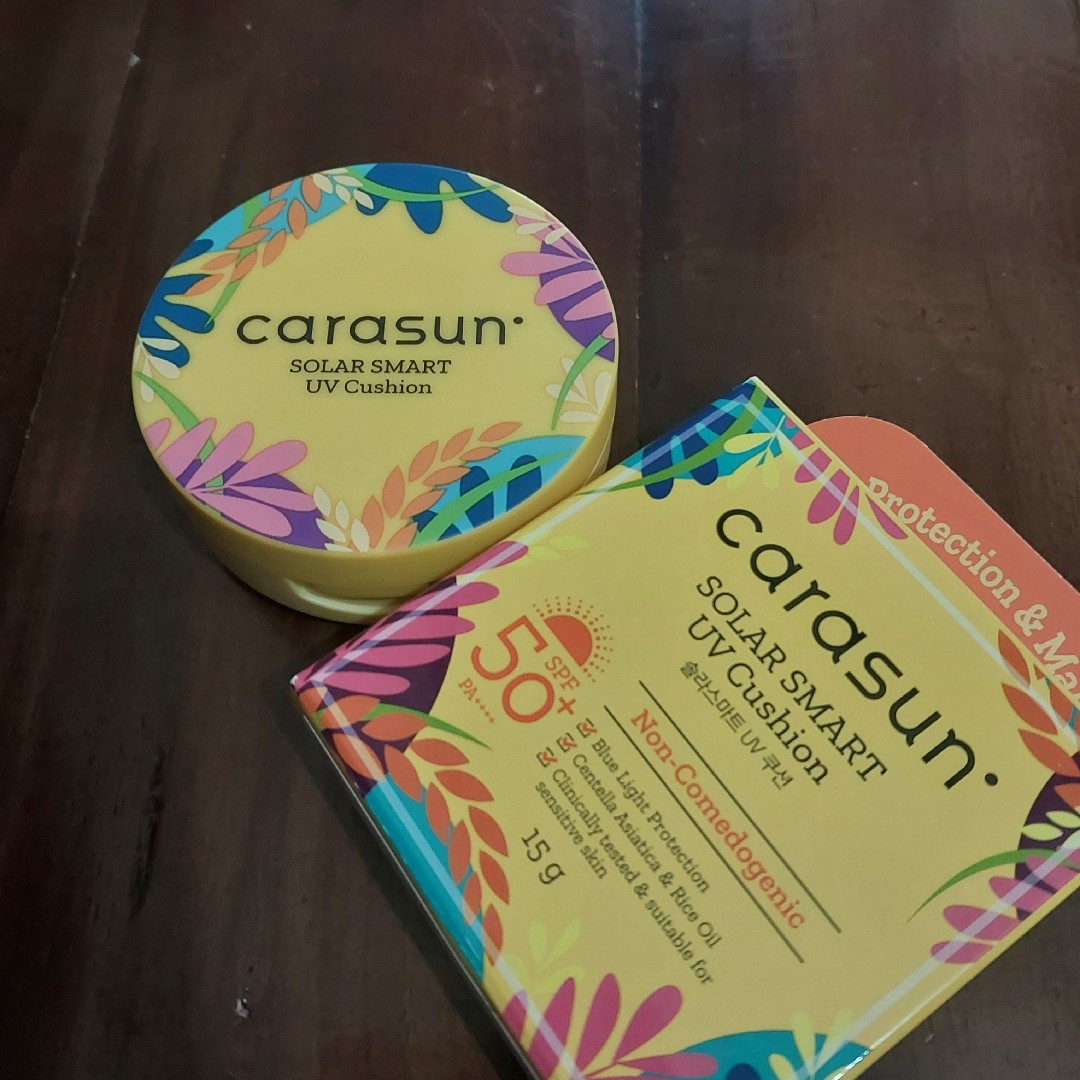 carasun
SOLAR SMART
UV Cushion
Protection & Ma
carasun
SOLAR SMART
UV Cushion
솔라스마트 UV 쿠션
Non-Comedogenic
50+
SPF
PA++++
Blue Light Protection
Centella Asiatica & Rice Oil
Clinically tested & suitable for
sensitive skin
15 g